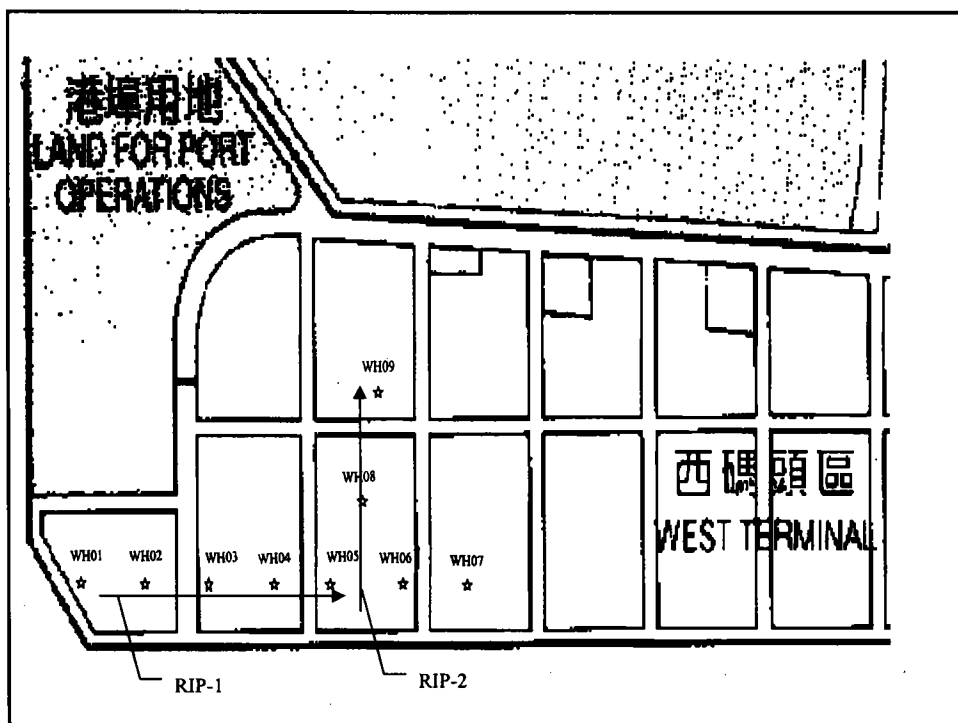 港埠用地
LAND FOR PORT
OPERATIONS
WH09
WH08
西碼頭區
WEST TERMINAL
WH01 WH02 WH03 WH04 WH05 WH06 WH07
RIP-1 RIP-2